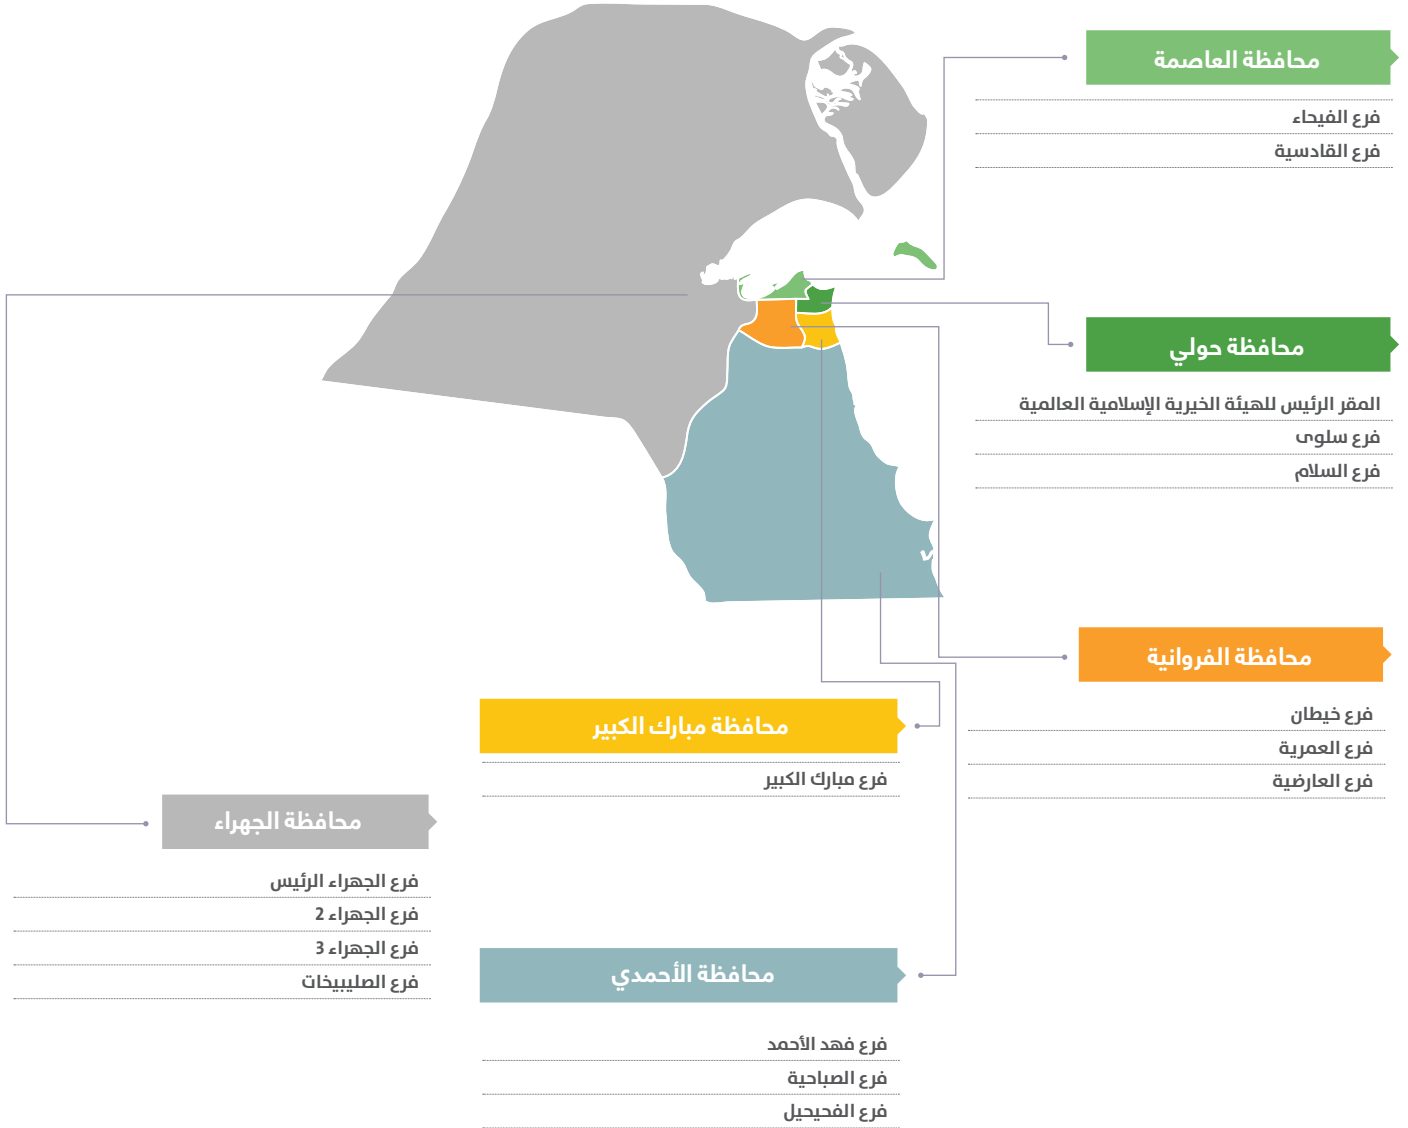 محافظة العاصمة
فرع الفيحاء
فرع القادسية
محافظة حولي
المقر الرئيس للهيئة الخيرية الإسلامية العالمية
فرع سلوى
فرع السلام
محافظة الفروانية
فرع خيطان
فرع العمرية
فرع العارضية
محافظة مبارك الكبير
فرع مبارك الكبير
محافظة الجهراء
فرع الجهراء الرئيس
فرع الجهراء 2
فرع الجهراء 3
فرع الصليبيخات
محافظة الأحمدي
فرع فهد الأحمد
فرع الصباحية
فرع الفحيحيل